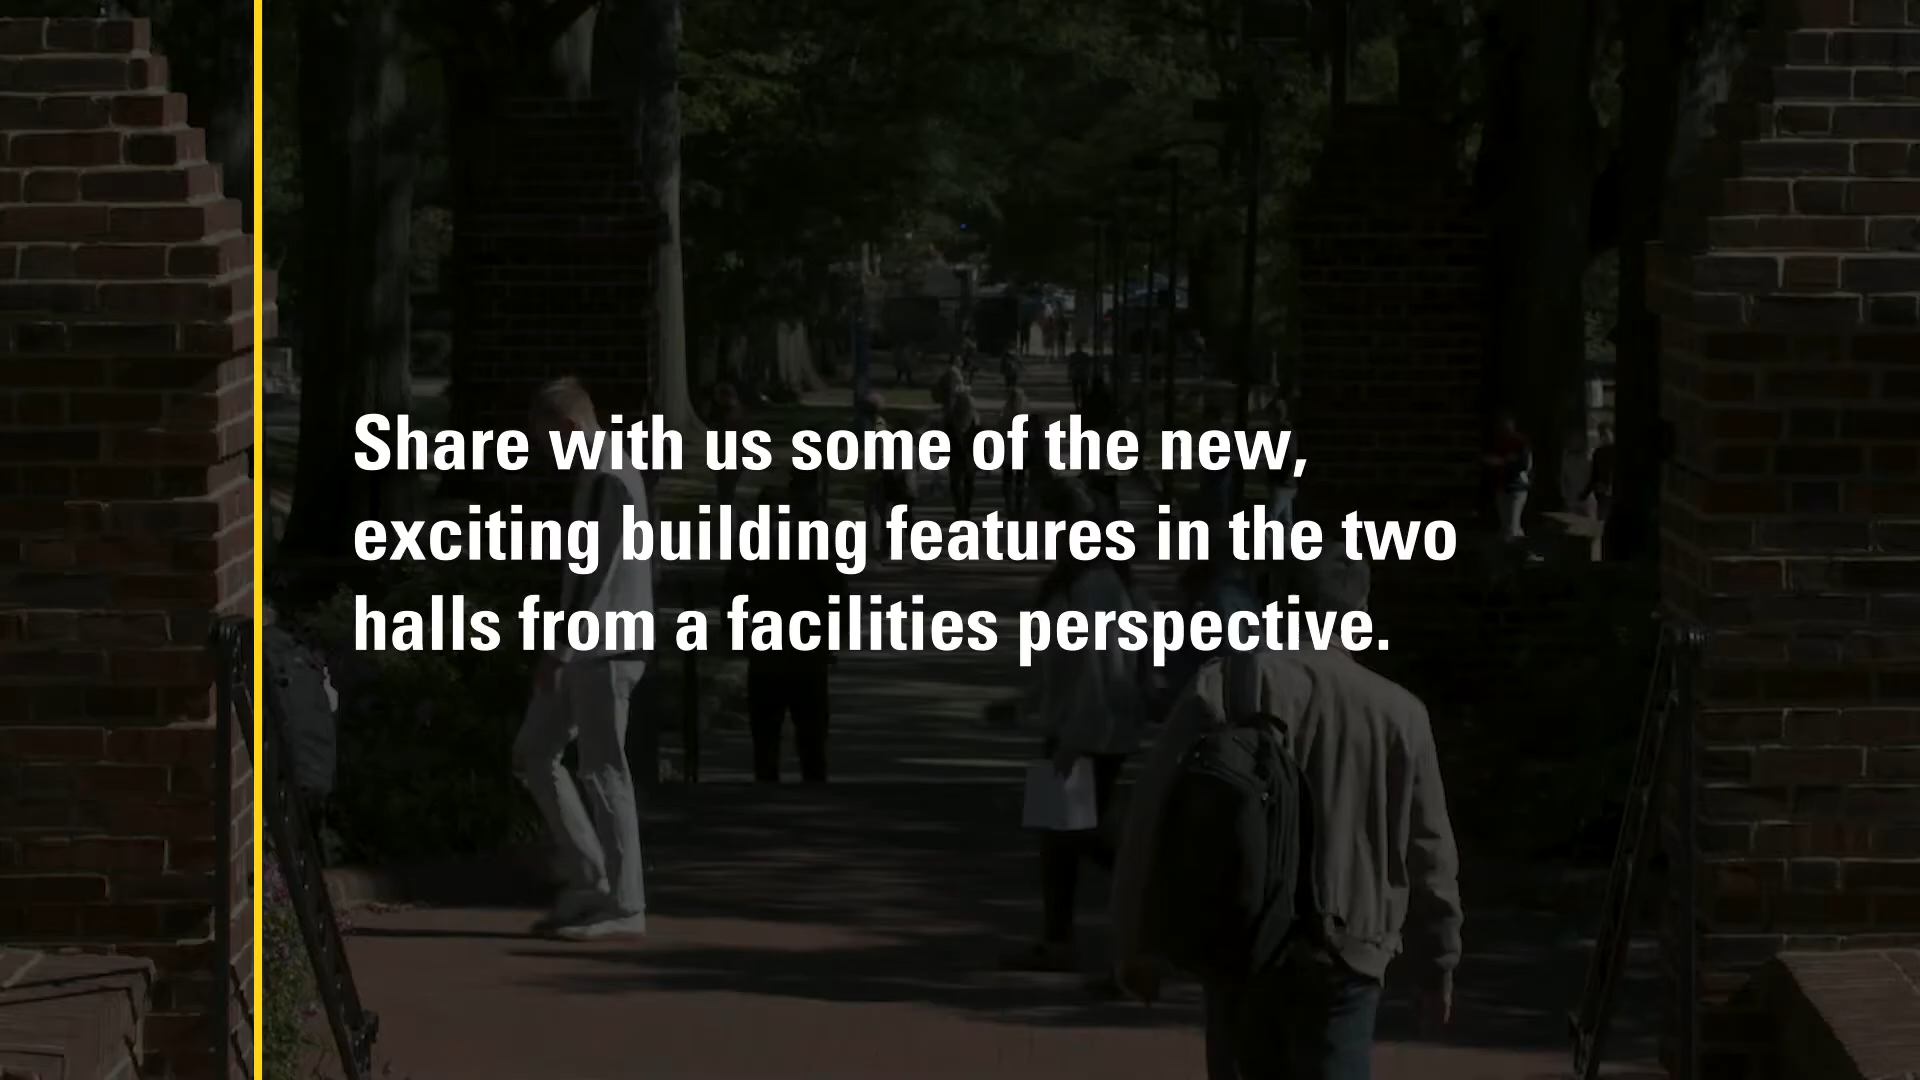 Share with us some of the new,
exciting building features in the two
halls from a facilities perspective.